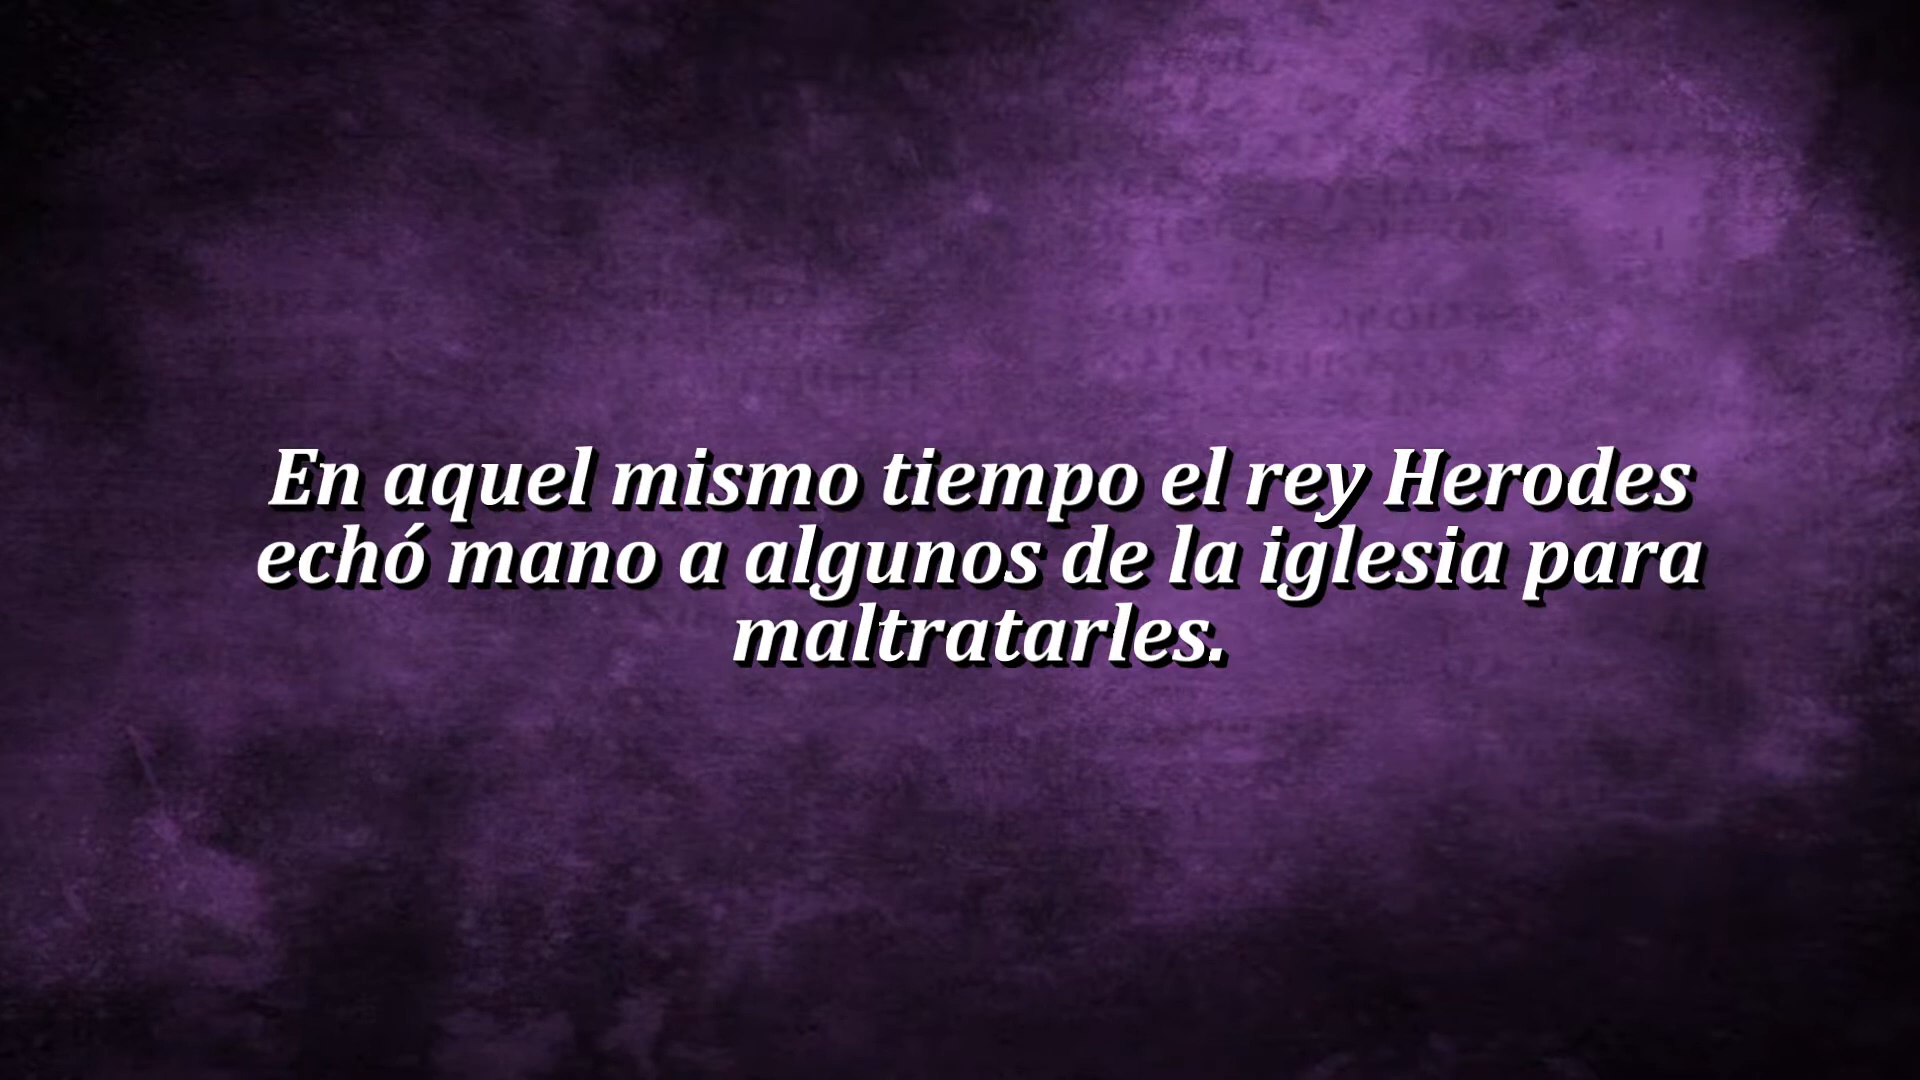 En aquel mismo tiempo el rey Herodes
echó mano a algunos de la iglesia para
maltratarles.